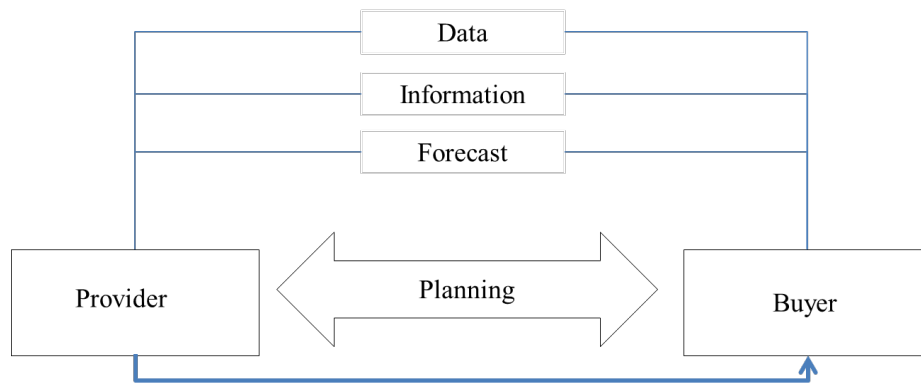 Data
Information
Forecast
Provider
Planning
Buyer